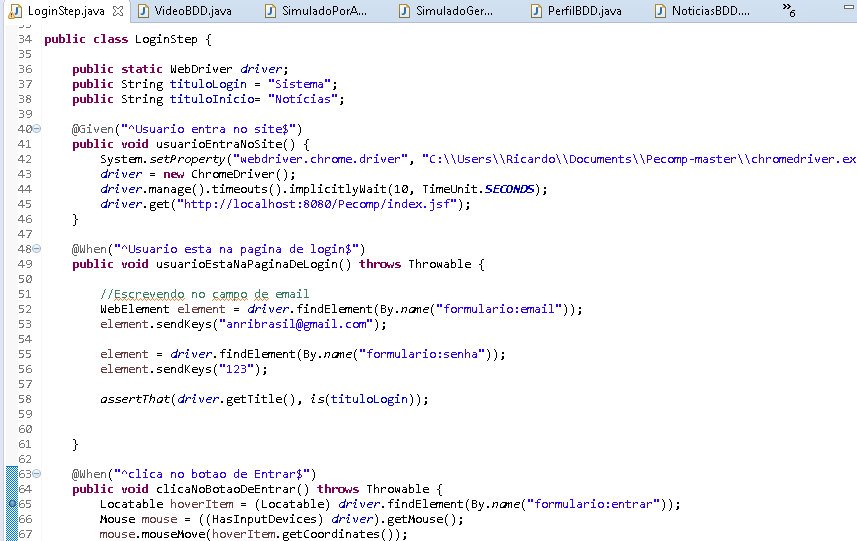 LoginStep.java VideoBDD.java SimuladoPorA... SimuladoGer... PerfilBDD.java NoticiasBDD.... »6
34 public class LoginStep {
35
36 public static WebDriver driver;
37 public String tituloLogin = "Sistema";
38 public String tituloInicio= "Notícias";
39
40 @Given("^Usuario entra no site$")
41 public void usuarioEntraNoSite() {
42 System.setProperty("webdriver.chrome.driver", "C:\\Users\\Ricardo\\Documents\\Pecomp-master\\chromedriver.ex
43 driver = new ChromeDriver();
44 driver.manage().timeouts().implicitlyWait(10, TimeUnit.SECONDS);
45 driver.get("http://localhost:8080/Pecomp/index.jsf");
46 }
47
48 @When("^Usuario esta na pagina de login$")
49 public void usuarioEstaNaPaginaDeLogin() throws Throwable {
50
51 //Escrevendo no campo de email
52 WebElement element = driver.findElement(By.name("formulario:email"));
53 element.sendKeys("anribrasil@gmail.com");
54
55 element = driver.findElement(By.name("formulario:senha"));
56 element.sendKeys("123");
57
58 assertThat(driver.getTitle(), is(tituloLogin));
59
60
61 }
62
63 @When("^clica no botao de Entrar$")
64 public void clicaNoBotaoDeEntrar() throws Throwable {
65 Locatable hoverItem = (Locatable) driver.findElement(By.name("formulario:entrar"));
66 Mouse mouse = ((HasInputDevices) driver).getMouse();
67 mouse.mouseMove(hoverItem.getCoordinates());